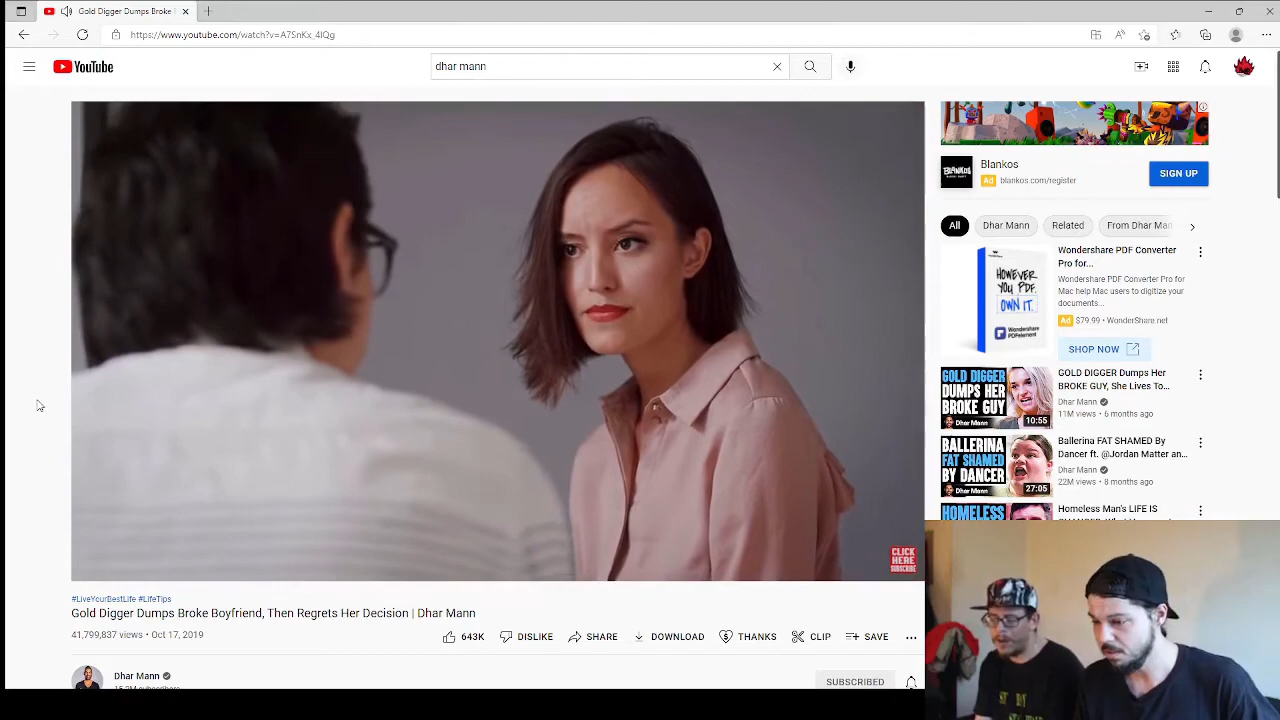 Gold Digger Dumps Broke
https://www.youtube.com/watch?v=A7SnKx_4lQg
YouTube
dhar mann
Blankos
Ad blankos.com/register
SIGN UP
All
Dhar Mann
Related
From Dhar Man
HOWEVER
YOU PDF.
OWN IT.
Wondershare
PDFelement
Wondershare PDF Converter
Pro for...
Wondershare PDF Converter Pro for
Mac help Mac users to digitize your
documents...
Ad $79.99 • WonderShare.net
SHOP NOW
GOLD DIGGER
DUMPS HER
BROKE GUY
Dhar Mann
10:55
GOLD DIGGER Dumps Her
BROKE GUY, She Lives To...
Dhar Mann
11M views • 6 months ago
BALLERINA
FAT SHAMED
BY DANCER
Dhar Mann
27:05
Ballerina FAT SHAMED By
Dancer ft. @Jordan Matter an...
Dhar Mann
22M views • 8 months ago
HOMELESS
Homeless Man's LIFE IS
CLICK
HERE
SUBSCRIBE
#LiveYourBestLife #LifeTips
Gold Digger Dumps Broke Boyfriend, Then Regrets Her Decision | Dhar Mann
41,799,837 views • Oct 17, 2019
643K
DISLIKE
SHARE
DOWNLOAD
THANKS
CLIP
SAVE
Dhar Mann
SUBSCRIBED